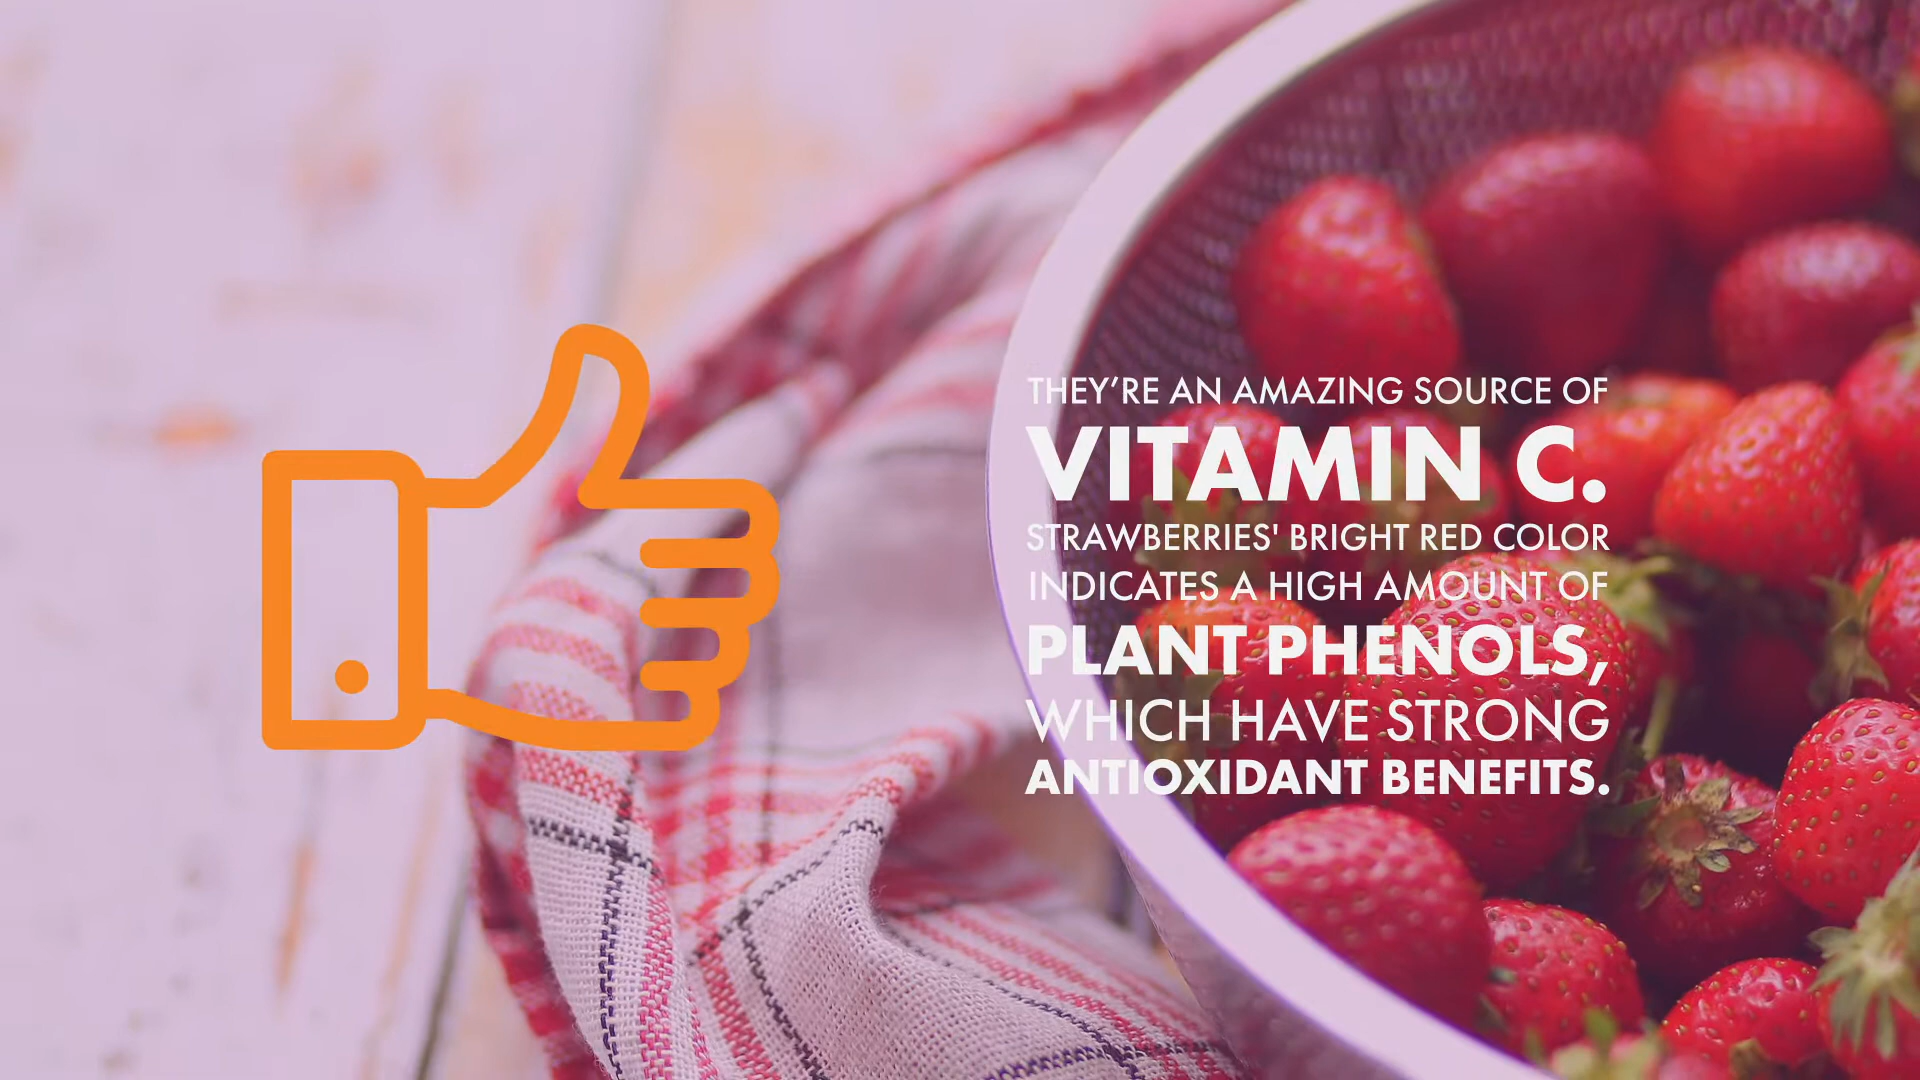 THEY’RE AN AMAZING SOURCE OF
VITAMIN C.
STRAWBERRIES' BRIGHT RED COLOR
INDICATES A HIGH AMOUNT OF
PLANT PHENOLS,
WHICH HAVE STRONG
ANTIOXIDANT BENEFITS.